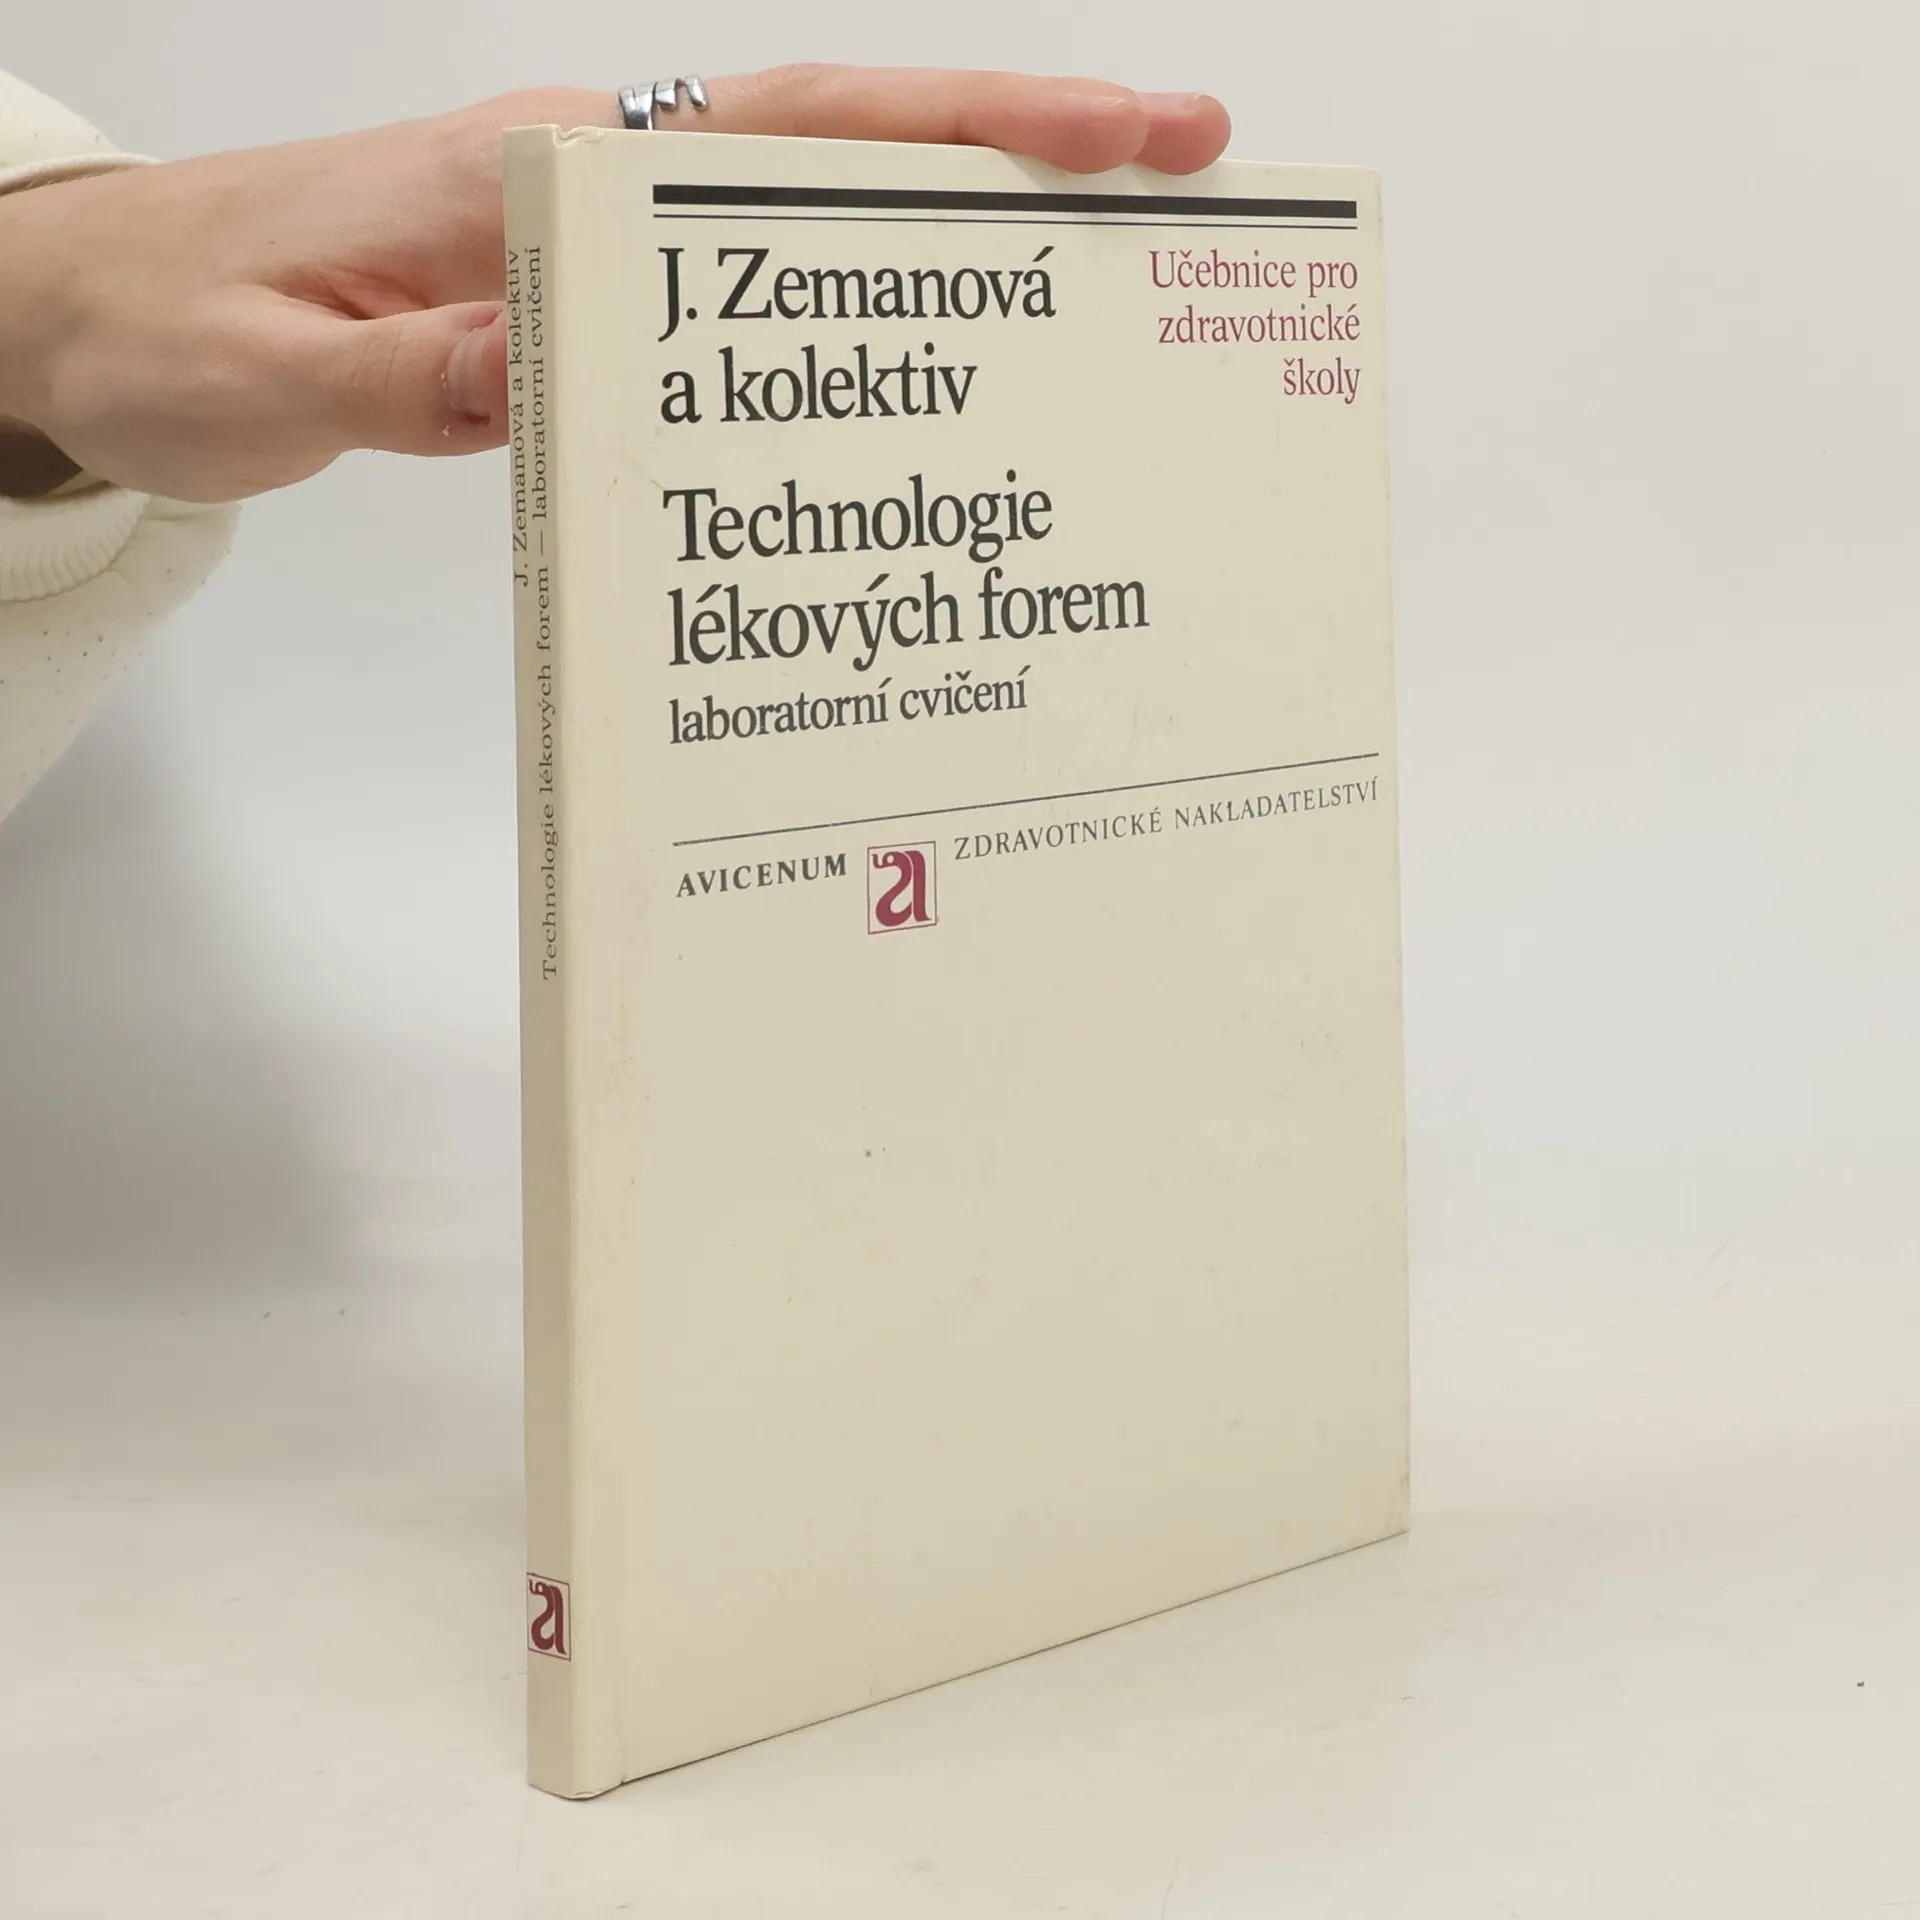 J. Zemanová a kolektiv
Technologie lékových forem — laboratorní cvičení
J. Zemanová
a kolektiv
Učebnice pro
zdravotnické
školy
Technologie
lékových forem
laboratorní cvičení
AVICENUM ZDRAVOTNICKÉ NAKLADATELSTVÍ